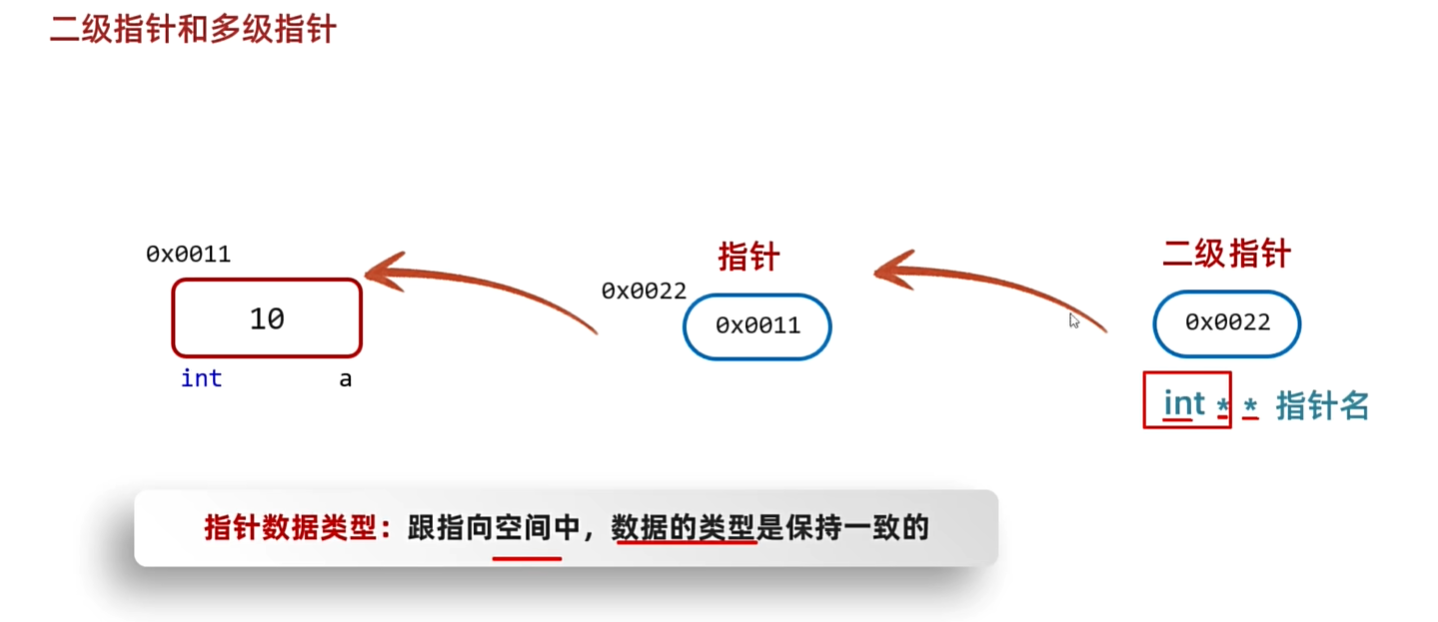 二级指针和多级指针
0x0011
10
int a
指针
0x0022
0x0011
二级指针
0x0022
int * * 指针名
指针数据类型：跟指向空间中，数据的类型是保持一致的